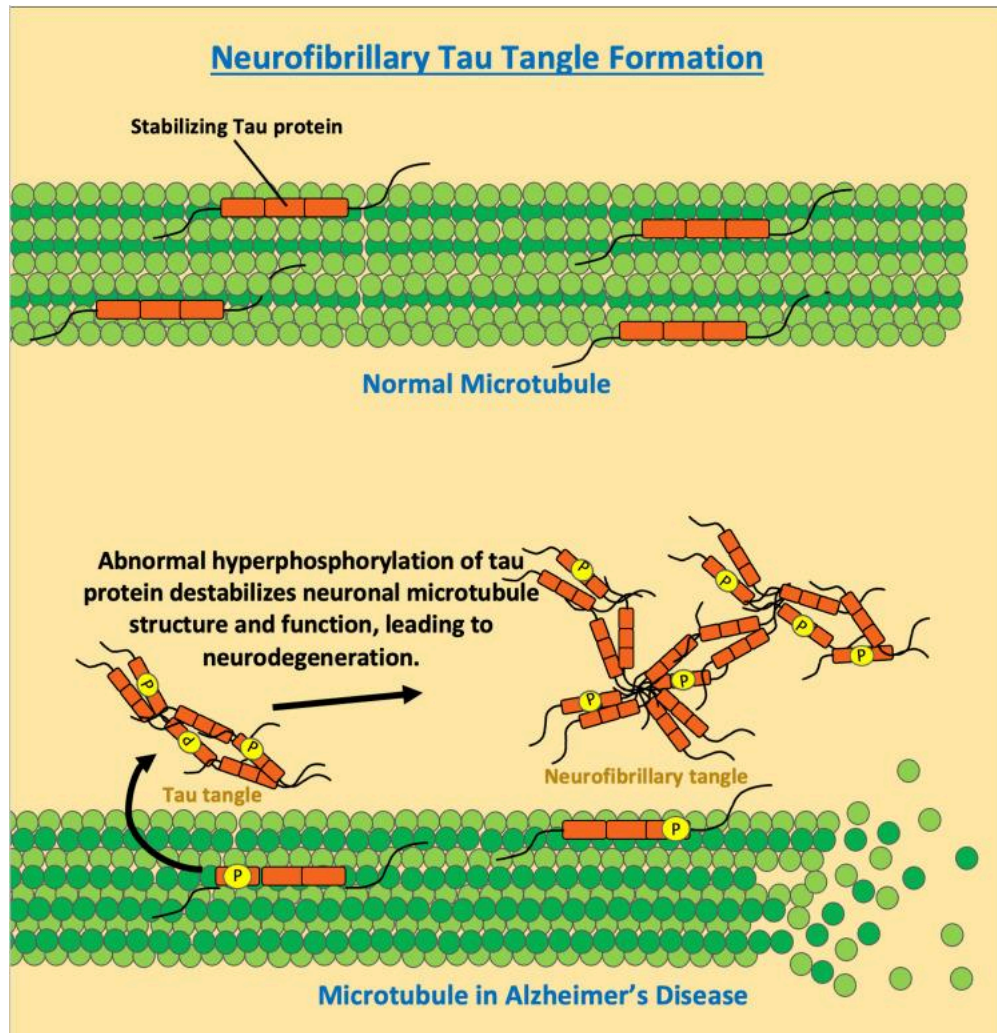 Neurofibrillary Tau Tangle Formation
Stabilizing Tau protein
Normal Microtubule
Abnormal hyperphosphorylation of tau
protein destabilizes neuronal microtubule
structure and function, leading to
neurodegeneration.
P
P
P
P
P
P
P
P
P
Tau tangle
Neurofibrillary tangle
P
P
Microtubule in Alzheimer's Disease